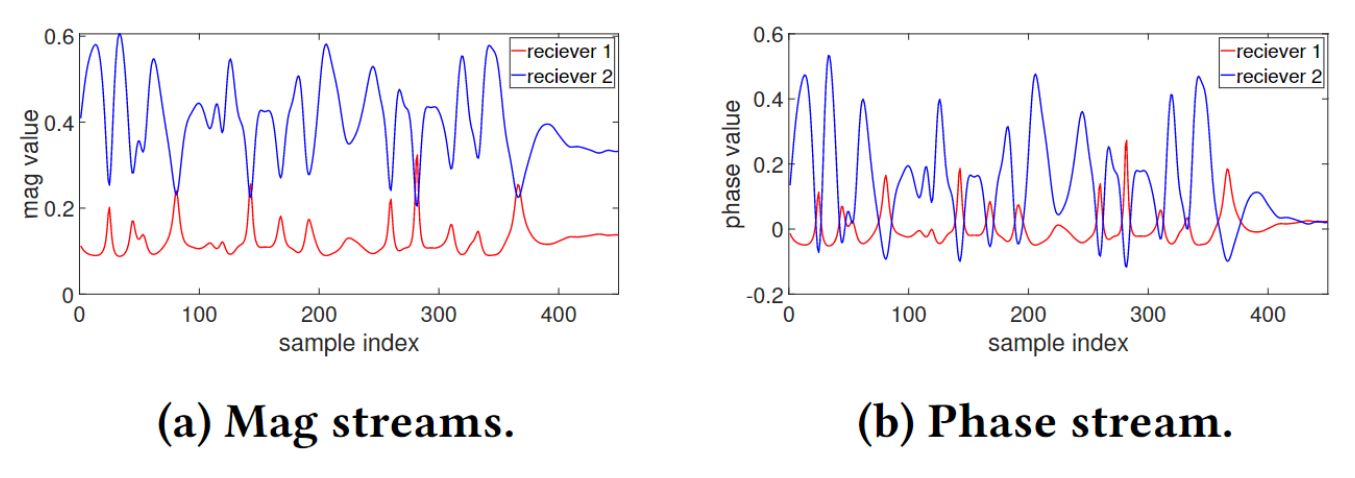 0.6
0.4
0.2
0
mag value
reciever 1
reciever 2
0 100 200 300 400
sample index
(a) Mag streams.
0.6
0.4
0.2
0
-0.2
phase value
reciever 1
reciever 2
0 100 200 300 400
sample index
(b) Phase stream.